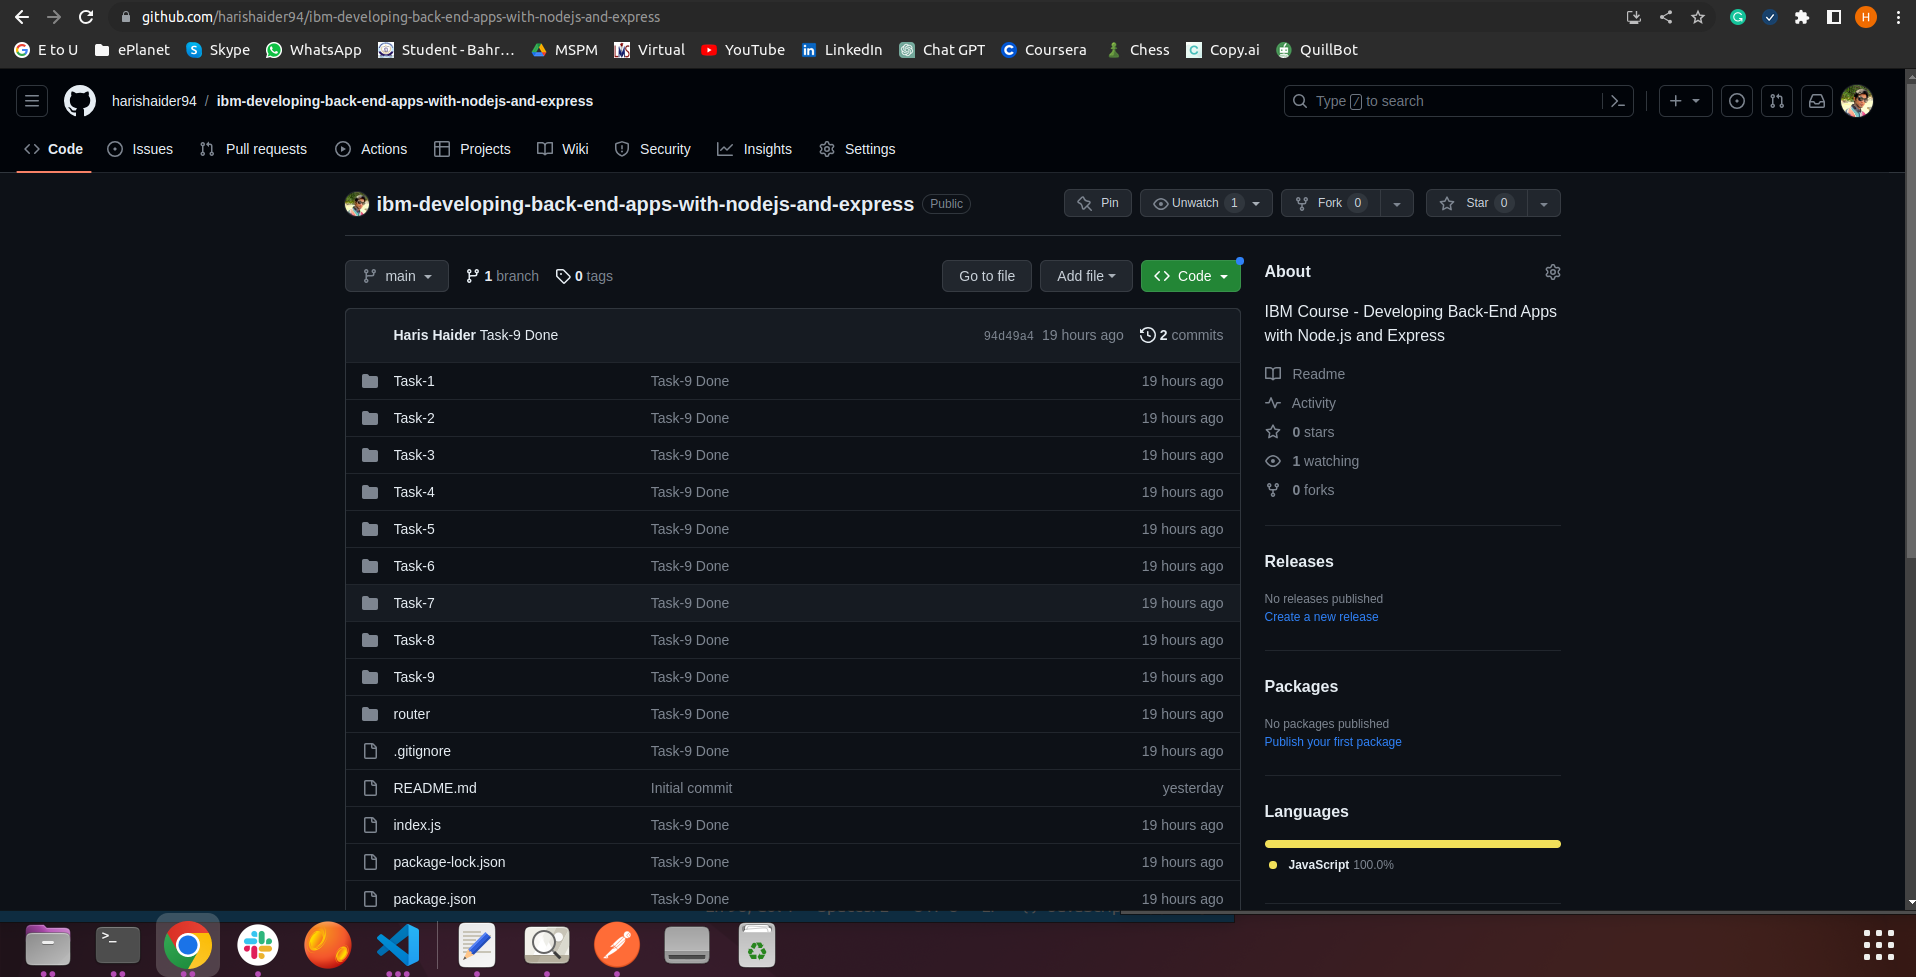 github.com/harishaider94/ibm-developing-back-end-apps-with-nodejs-and-express
E to U ePlanet Skype WhatsApp Student - Bahr… MSPM Virtual YouTube LinkedIn Chat GPT Coursera Chess Copy.ai QuillBot
harishaider94 / ibm-developing-back-end-apps-with-nodejs-and-express Type / to search
Code Issues Pull requests Actions Projects Wiki Security Insights Settings
ibm-developing-back-end-apps-with-nodejs-and-express Public Pin Unwatch 1 Fork 0 Star 0
main 1 branch 0 tags Go to file Add file Code
Haris Haider Task-9 Done 94d49a4 19 hours ago 2 commits
Task-1 Task-9 Done 19 hours ago
Task-2 Task-9 Done 19 hours ago
Task-3 Task-9 Done 19 hours ago
Task-4 Task-9 Done 19 hours ago
Task-5 Task-9 Done 19 hours ago
Task-6 Task-9 Done 19 hours ago
Task-7 Task-9 Done 19 hours ago
Task-8 Task-9 Done 19 hours ago
Task-9 Task-9 Done 19 hours ago
router Task-9 Done 19 hours ago
.gitignore Task-9 Done 19 hours ago
README.md Initial commit yesterday
index.js Task-9 Done 19 hours ago
package-lock.json Task-9 Done 19 hours ago
package.json Task-9 Done 19 hours ago
About
IBM Course - Developing Back-End Apps
with Node.js and Express
Readme
Activity
0 stars
1 watching
0 forks
Releases
No releases published
Create a new release
Packages
No packages published
Publish your first package
Languages
JavaScript 100.0%